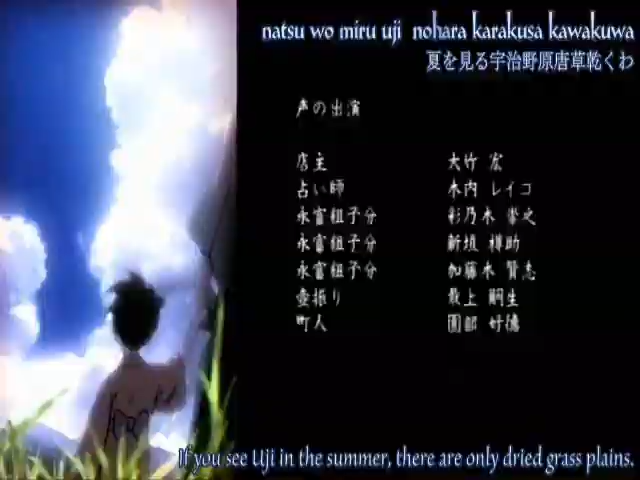 natsu wo miru uji nohara karakusa kawakuwa
夏を見る宇治野原唐草乾くわ
声の出演
店主 大竹 宏
占い師 木内 レイコ
永富組子分 彩乃木 崇之
永富組子分 新垣 樽助
永富組子分 加藤木 賢志
壺振り 最上 嗣生
町人 園部 好德
If you see Uji in the summer, there are only dried grass plains.